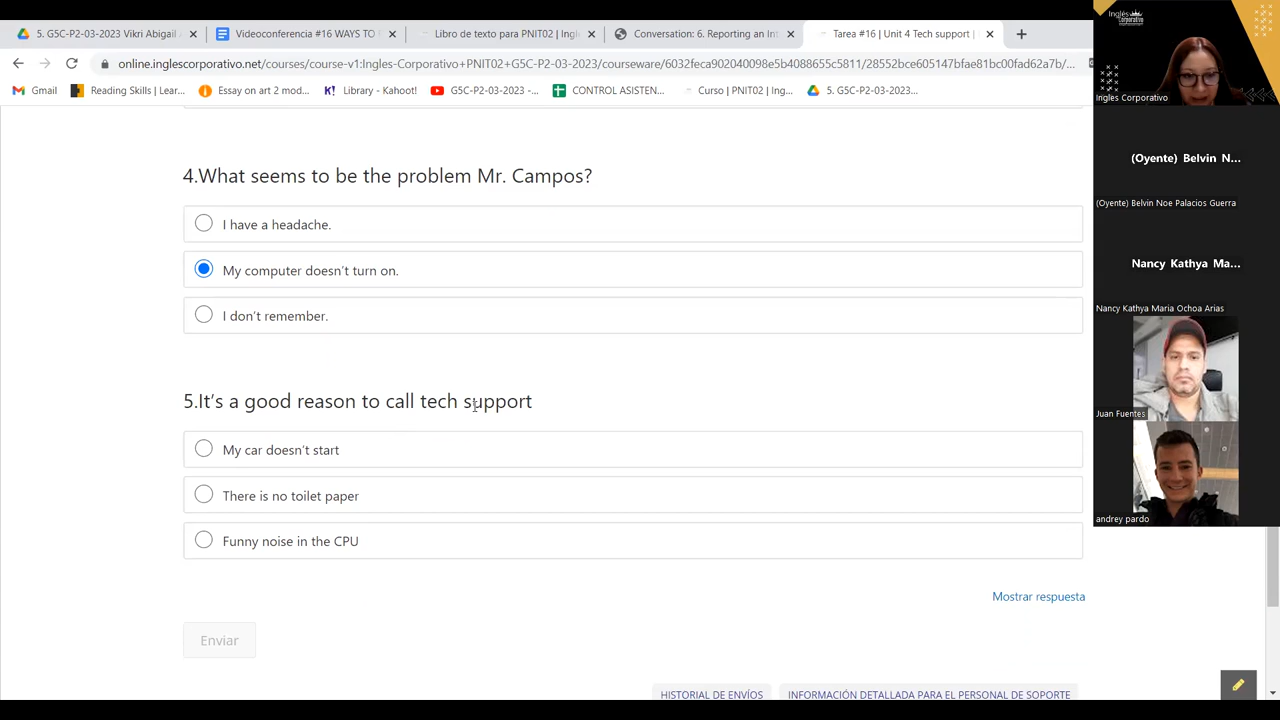 5. G5C-P2-03-2023 Vikri Abigail
Videoconferencia #16 WAYS TO
Libro de texto para PNIT02 | Ingl
Conversation: 6. Reporting an Int
Tarea #16 | Unit 4 Tech support |
online.inglescorporativo.net/courses/course-v1:Ingles-Corporativo+PNIT02+G5C-P2-03-2023/courseware/6032feca902040098e5b4088655c5811/28552bce605147bfae81bc00fad62a7b/...
Gmail
Reading Skills | Lear...
Essay on art 2 mod...
Library - Kahoot!
G5C-P2-03-2023 -...
CONTROL ASISTEN...
Curso | PNIT02 | Ing...
5. G5C-P2-03-2023...
4.What seems to be the problem Mr. Campos?
I have a headache.
My computer doesn't turn on.
I don't remember.
5.It's a good reason to call tech support
My car doesn't start
There is no toilet paper
Funny noise in the CPU
Mostrar respuesta
Enviar
HISTORIAL DE ENVÍOS
INFORMACIÓN DETALLADA PARA EL PERSONAL DE SOPORTE
Inglés
Corporativo
Ingles Corporativo
(Oyente) Belvin N...
(Oyente) Belvin Noe Palacios Guerra
Nancy Kathya Ma...
Nancy Kathya Maria Ochoa Arias
Juan Fuentes
andrey pardo